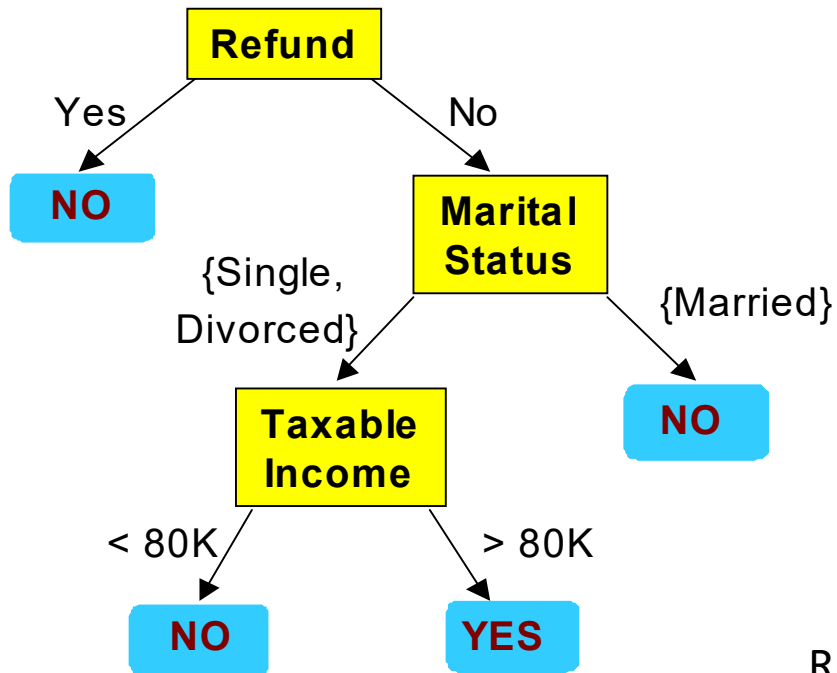 Refund
Yes
No
NO
Marital
Status
{Single,
Divorced}
{Married}
Taxable
Income
NO
< 80K
> 80K
NO
YES
R